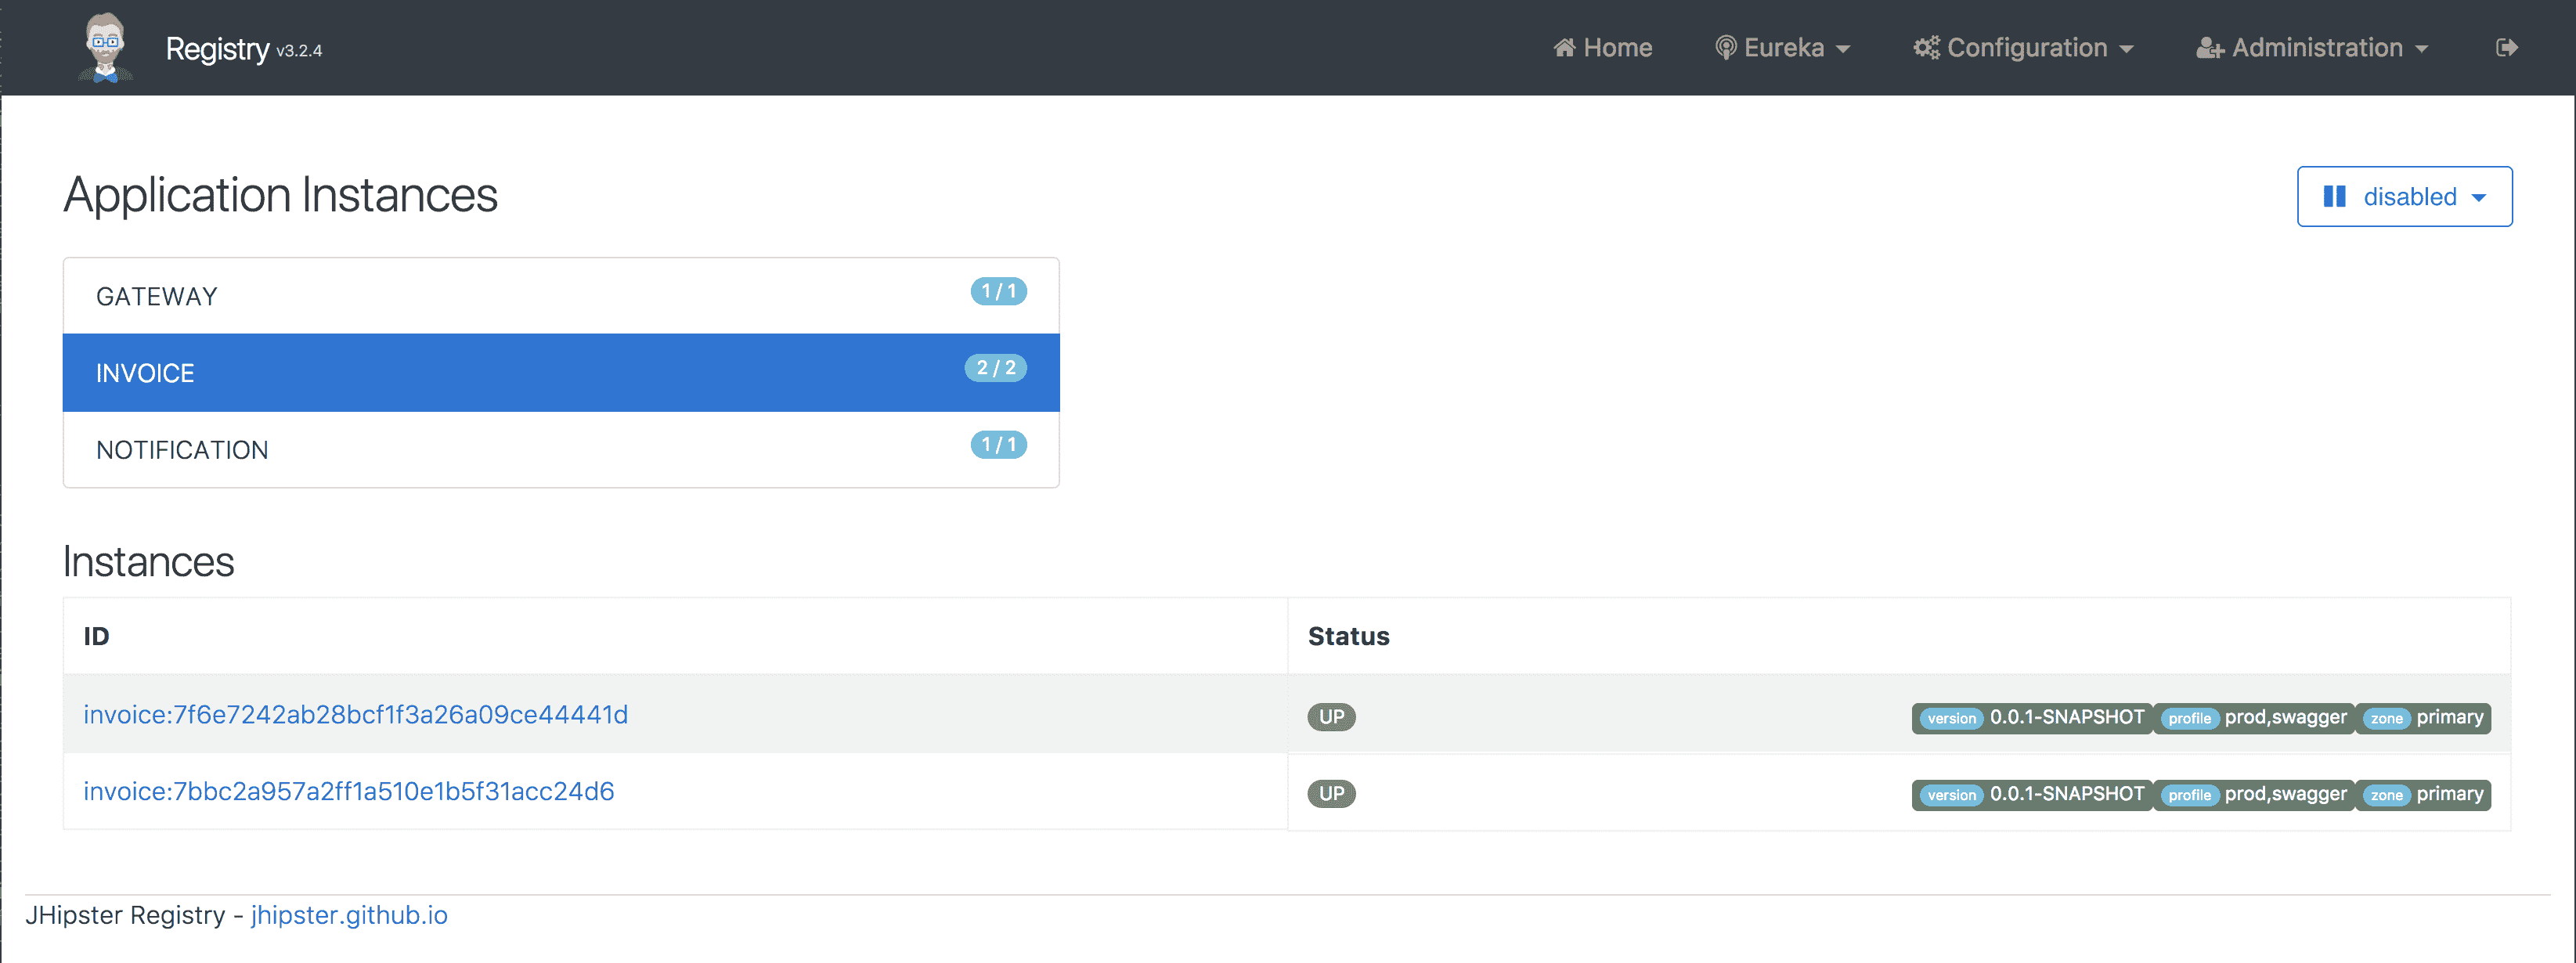 Registry v3.2.4 Home Eureka Configuration Administration
Application Instances disabled
GATEWAY 1 / 1
INVOICE 2 / 2
NOTIFICATION 1 / 1
Instances
ID Status
invoice:7f6e7242ab28bcf1f3a26a09ce44441d UP version 0.0.1-SNAPSHOT profile prod,swagger zone primary
invoice:7bbc2a957a2ff1a510e1b5f31acc24d6 UP version 0.0.1-SNAPSHOT profile prod,swagger zone primary
JHipster Registry - jhipster.github.io